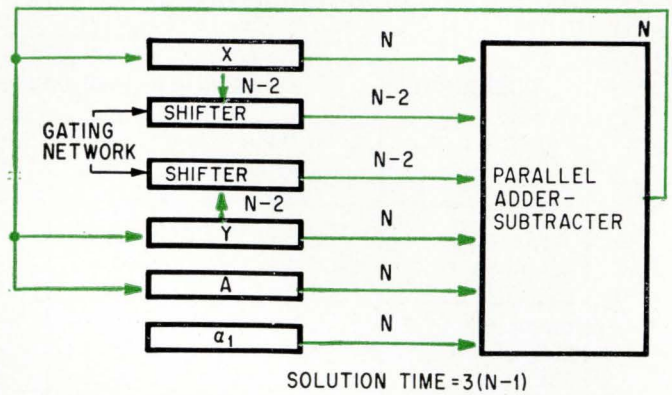 N
N
X
N-2
SHIFTER
N-2
GATING
NETWORK
N-2
SHIFTER
PARALLEL
ADDER-
SUBTRACTER
N-2
Y
N
A
N
α₁
N
SOLUTION TIME=3(N-1)